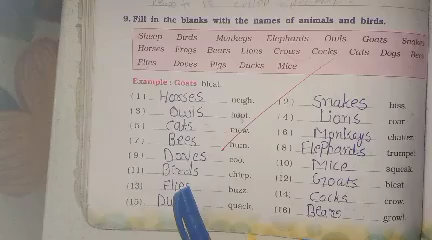 9. Fill in the blanks with the names of animals and birds.
Sheep Birds Monkeys Elephants Owls Goats Snakes
Horses Frogs Bears Lions Crows Cocks Cats Dogs Bees
Flies Doves Pigs Ducks Mice
Example : Goats bleat.
(1) Horses neigh. (2) Snakes hiss.
(3) Owls hoot. (4) Lions roar.
(5) Cats mew. (6) Monkeys chatter.
(7) Bees hum. (8) Elephants trumpet.
(9) Doves coo. (10) Mice squeak.
(11) Birds chirp. (12) Goats bleat.
(13) Flies buzz. (14) Cocks crow.
(15) Du quack. (16) Bears growl.